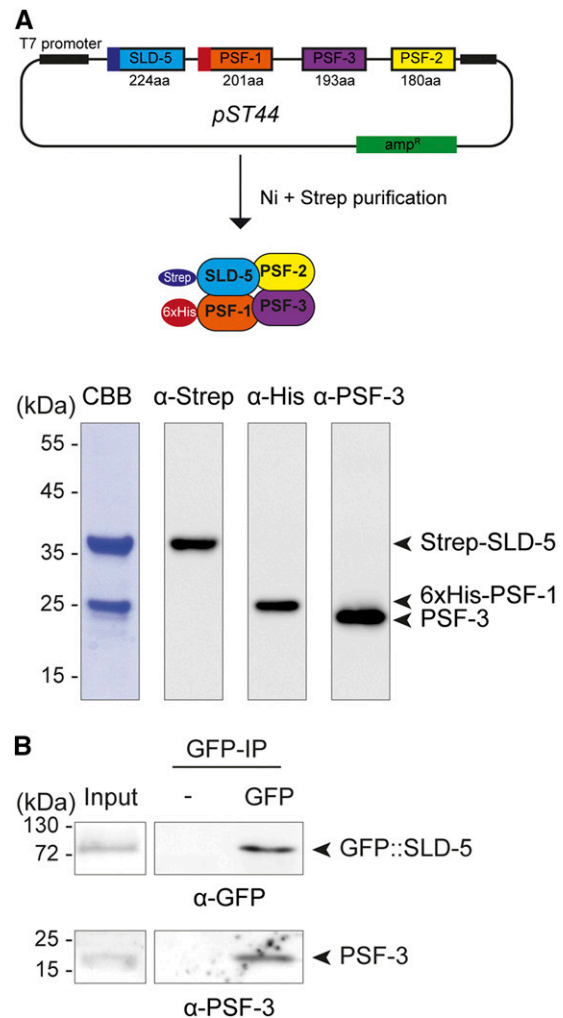 A
T7 promoter
SLD-5 PSF-1 PSF-3 PSF-2
224aa 201aa 193aa 180aa
pST44
ampR
Ni + Strep purification
Strep SLD-5 PSF-2
6xHis PSF-1 PSF-3
(kDa) CBB α-Strep α-His α-PSF-3
55 -
45 -
35 -
25 -
15 -
Strep-SLD-5
6xHis-PSF-1
PSF-3
B
GFP-IP
(kDa) Input - GFP
130 -
72 -
GFP::SLD-5
α-GFP
25 -
15 -
PSF-3
α-PSF-3